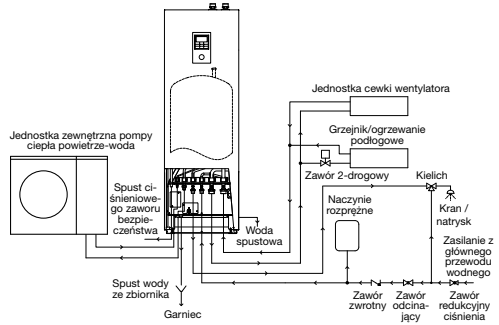 Jednostka cewki wentylatora
Grzejnik/ogrzewanie
podłogowe
Jednostka zewnętrzna pompy
ciepła powietrze-woda
Zawór 2-drogowy
Kielich
Spust ci-
śnieniowe-
go zaworu
bezpie-
czeństwa
Naczynie
rozprężne
Kran /
natrysk
Woda
spustowa
Zasilanie z
głównego
przewodu
wodnego
Spust wody
ze zbiornika
Zawór
zwrotny
Zawór
odcina-
jący
Zawór
redukcyjny
ciśnienia
Garniec